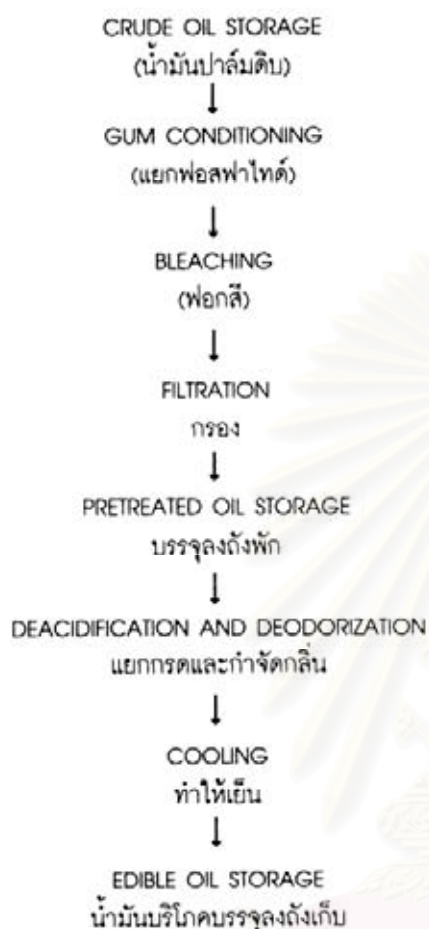 CRUDE OIL STORAGE
(น้ำมันปาล์มดิบ)
GUM CONDITIONING
(แยกฟอสฟาไทด์)
BLEACHING
(ฟอกสี)
FILTRATION
กรอง
PRETREATED OIL STORAGE
บรรจุลงถังพัก
DEACIDIFICATION AND DEODORIZATION
แยกกรดและกำจัดกลิ่น
COOLING
ทำให้เย็น
EDIBLE OIL STORAGE
น้ำมันบริโภคบรรจุลงถังเก็บ